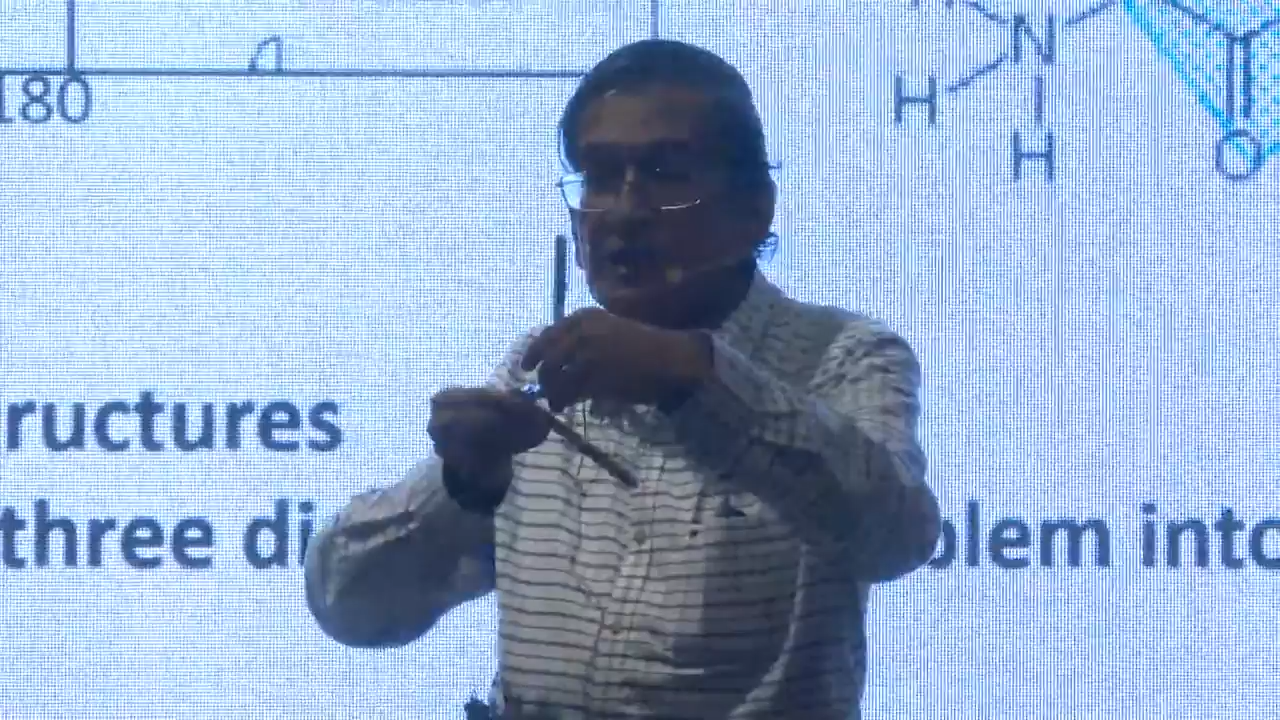 180
N
H
H
O
ructures
three di
blem into